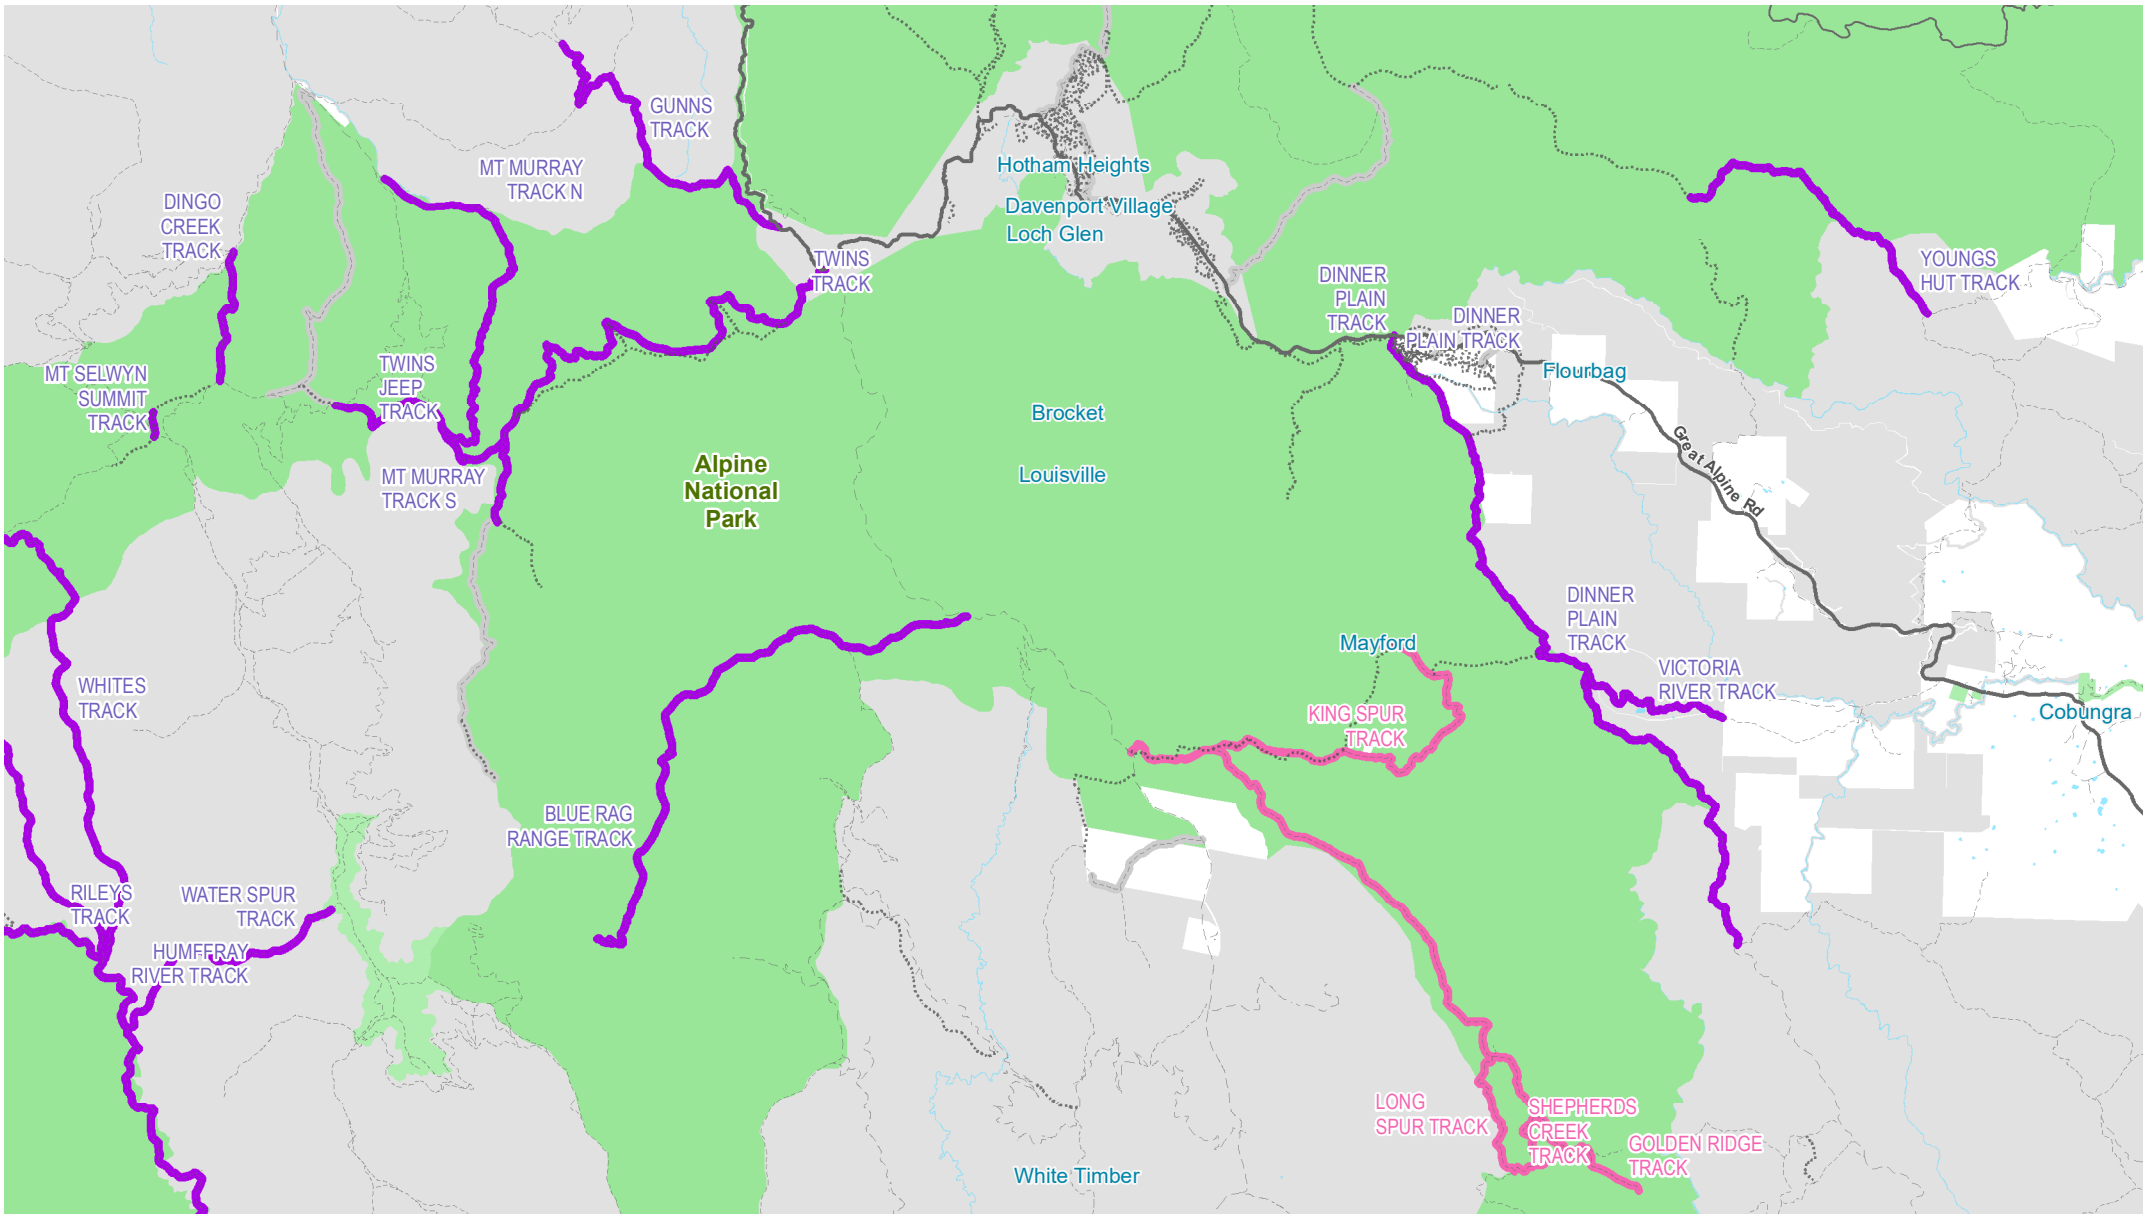 GUNNS
TRACK
MT MURRAY
TRACK N
Hotham Heights
DINGO
CREEK
TRACK
Davenport Village
Loch Glen
TWINS
TRACK
YOUNGS
HUT TRACK
DINNER
PLAIN
TRACK
DINNER
PLAIN TRACK
MT SELWYN
SUMMIT
TRACK
TWINS
JEEP
TRACK
Flourbag
Brocket
Great Alpine Rd
Alpine
National
Park
Louisville
MT MURRAY
TRACK S
DINNER
PLAIN
TRACK
Mayford
VICTORIA
RIVER TRACK
WHITES
TRACK
KING SPUR
TRACK
Cobungra
BLUE RAG
RANGE TRACK
RILEYS
TRACK
WATER SPUR
TRACK
HUMFFRAY
RIVER TRACK
LONG
SPUR TRACK
SHEPHERDS
CREEK
TRACK
GOLDEN RIDGE
TRACK
White Timber